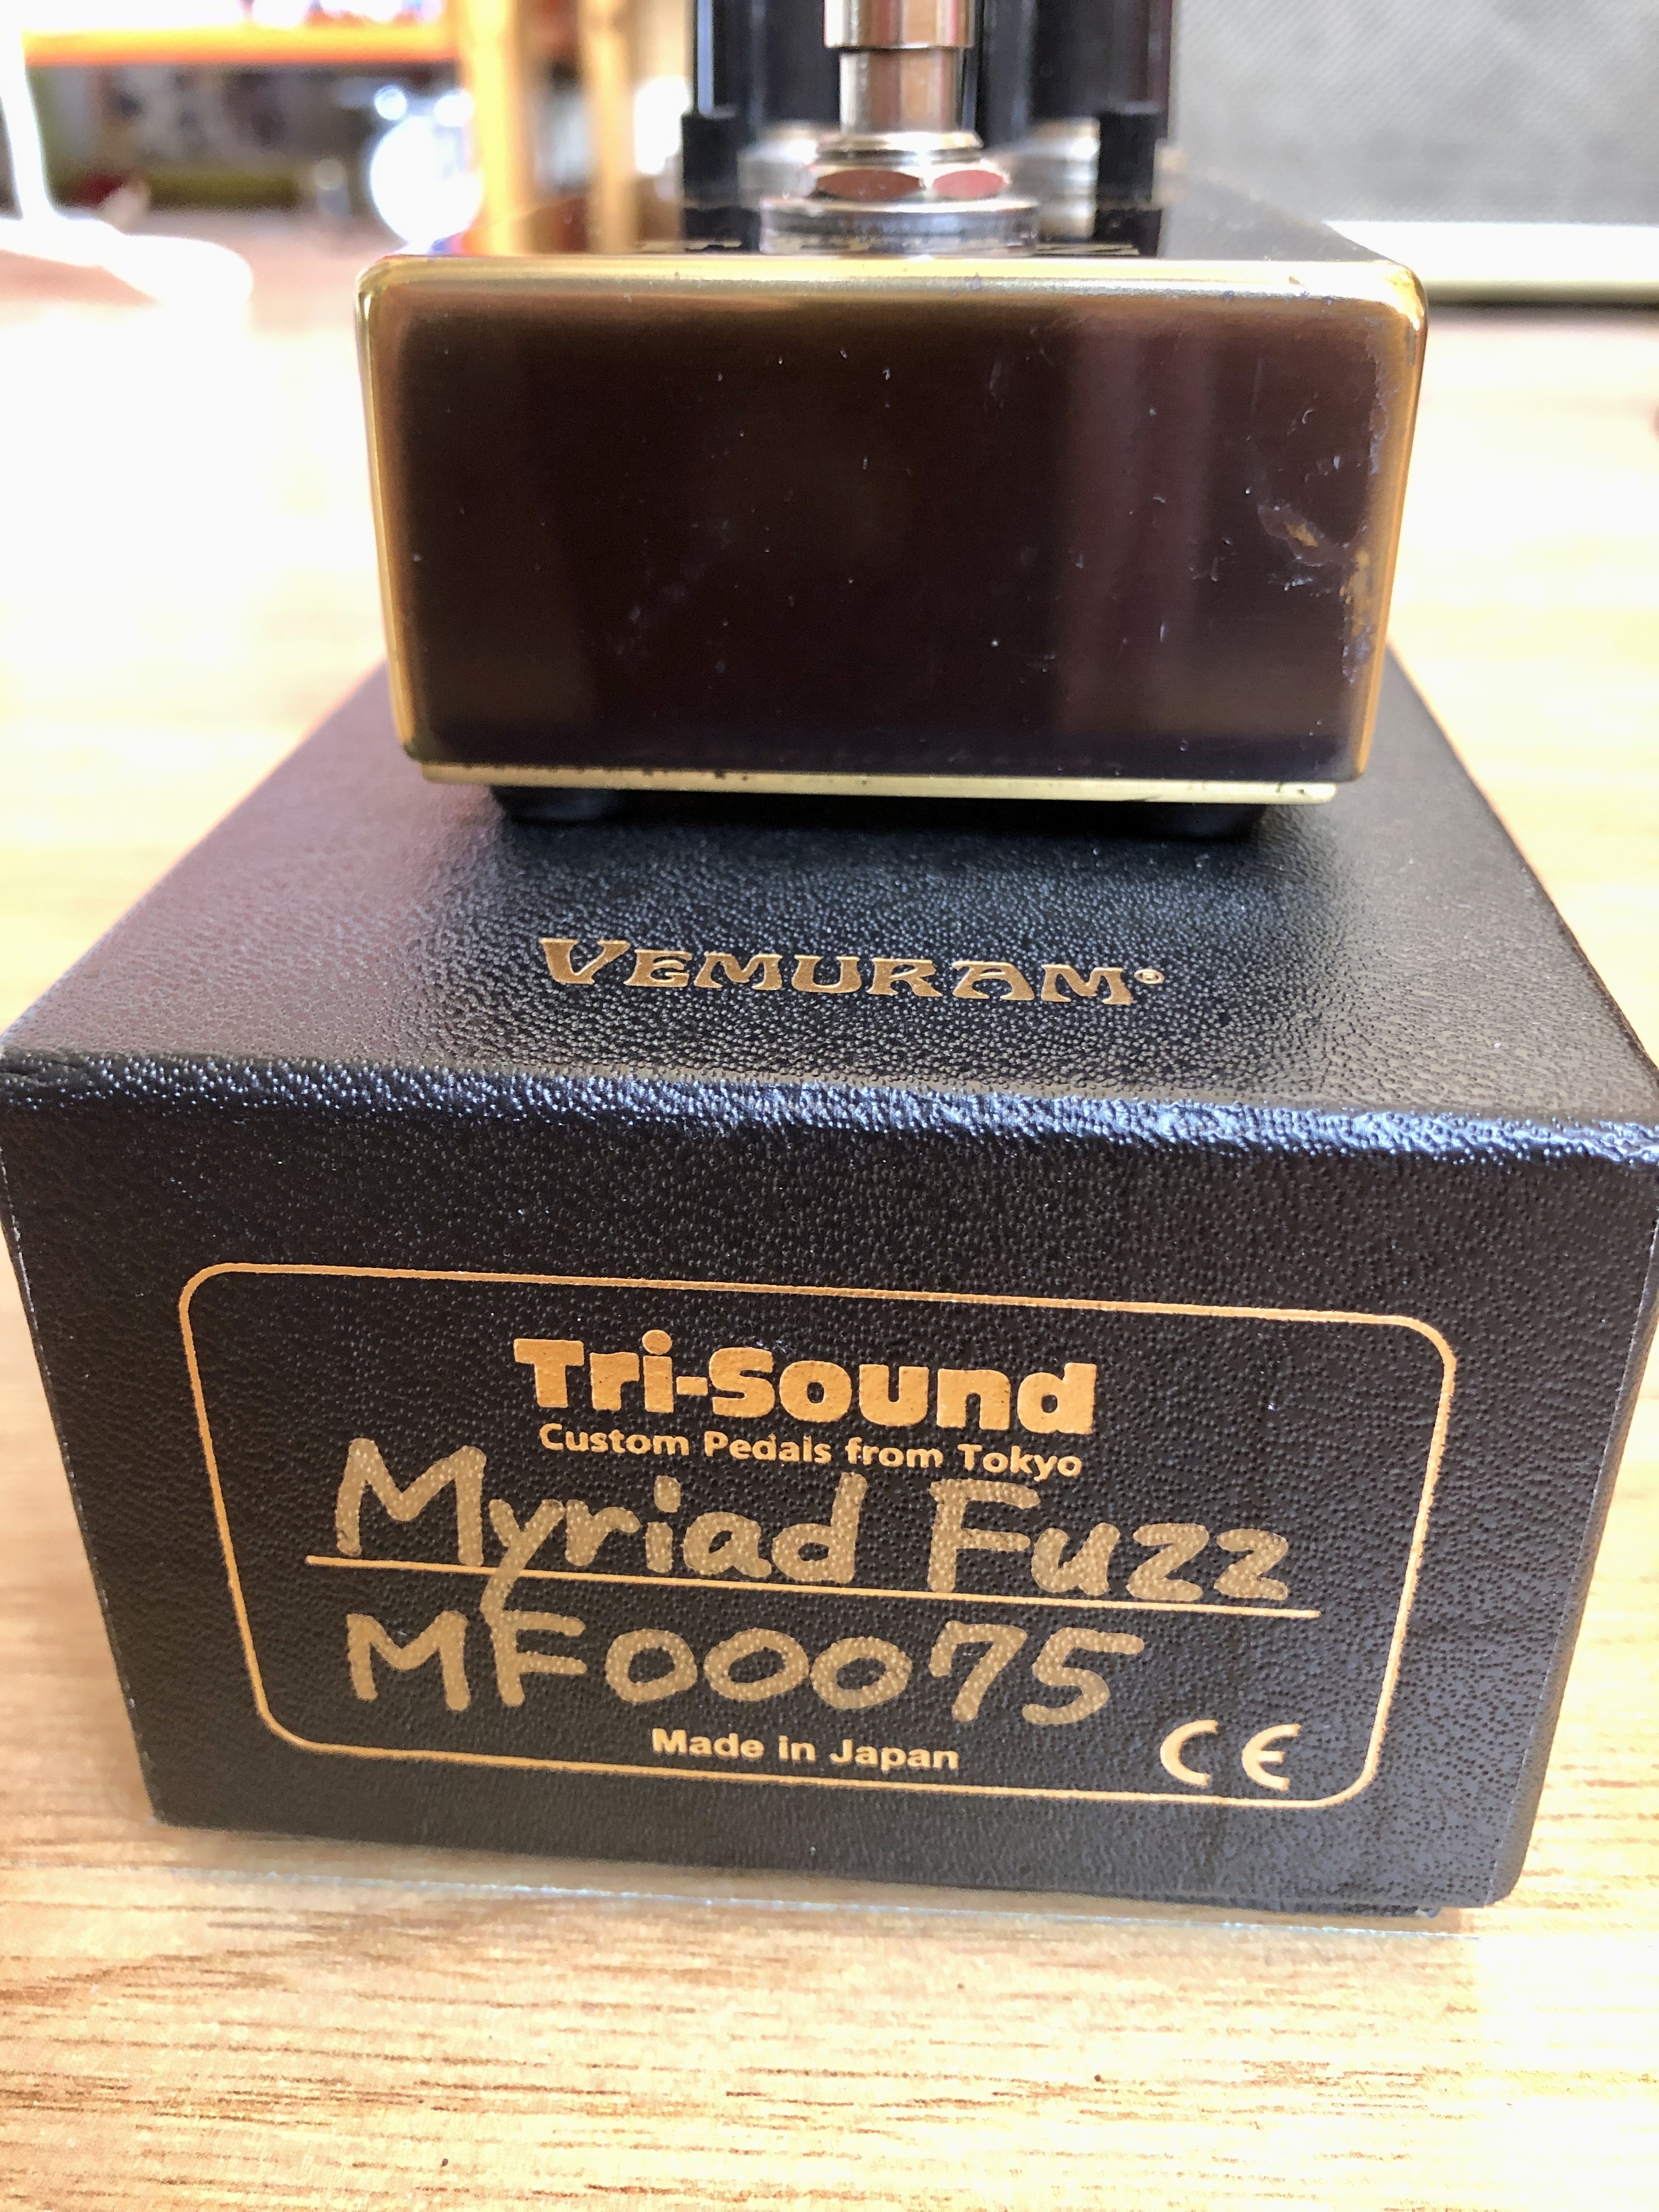 VEMURAM®
Tri-Sound
Custom Pedals from Tokyo
Myriad Fuzz
MF00075
Made in Japan
CE